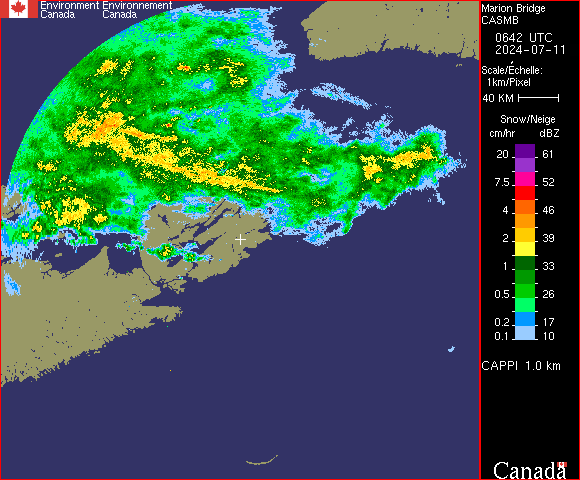 Environment Environnement
Canada Canada
Marion Bridge
CASMB
0642 UTC
2024-07-11
Scale/Echelle:
1km/Pixel
40 KM
Snow/Neige
cm/hr dBZ
20 61
7.5 52
4 46
2 39
1 33
0.5 26
0.2 17
0.1 10
CAPPI 1.0 km
Canada